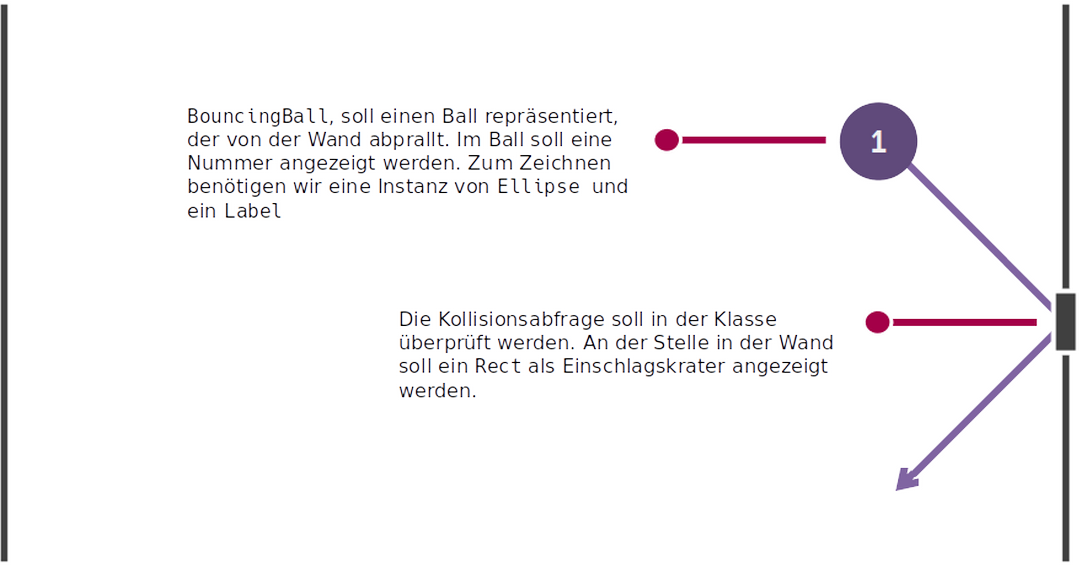 BouncingBall, soll einen Ball repräsentiert,
der von der Wand abprallt. Im Ball soll eine
Nummer angezeigt werden. Zum Zeichnen
benötigen wir eine Instanz von Ellipse und
ein Label
1
Die Kollisionsabfrage soll in der Klasse
überprüft werden. An der Stelle in der Wand
soll ein Rect als Einschlagskrater angezeigt
werden.